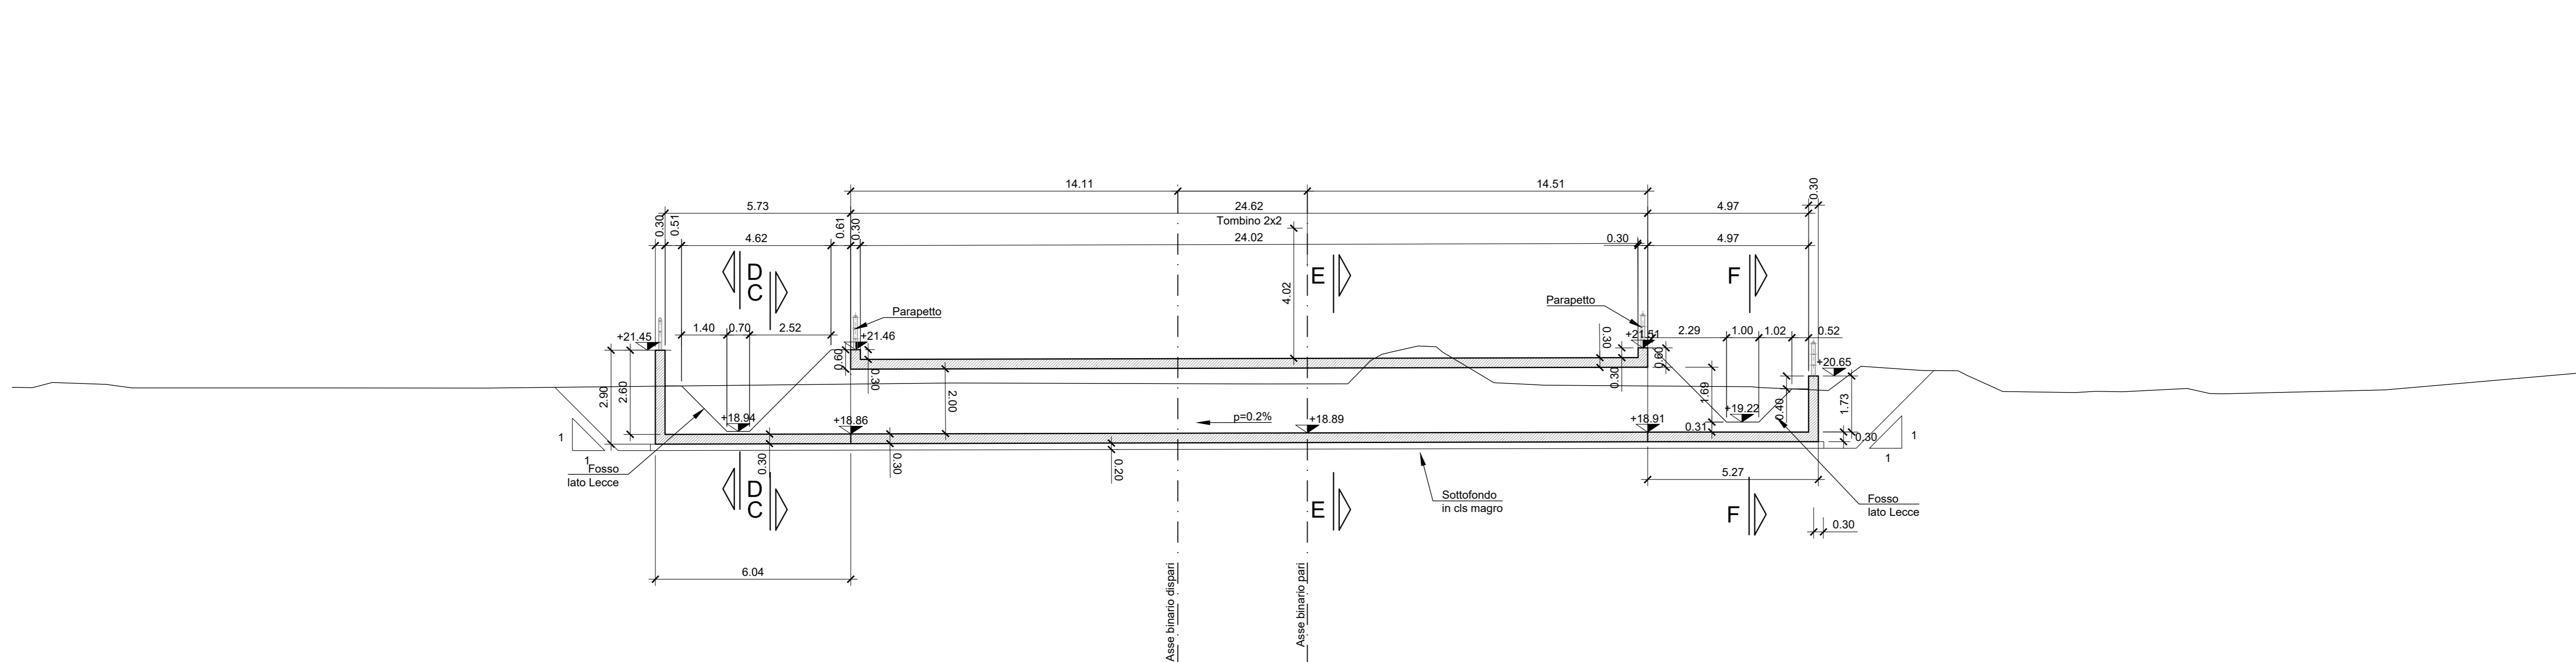 14.11
14.51
0.30
5.73
24.62
4.97
Tombino 2x2
0.30
0.51
4.62
0.61
0.30
24.02
0.30
4.97
D
C
E
F
4.02
Parapetto
Parapetto
+21.45
1.40
0.70
2.52
+21.46
0.30
+21.51
2.29
1.00
1.02
0.52
0.60
0.30
0.30
0.60
+20.65
2.90
2.60
2.00
1.69
0.40
1.73
+18.94
+18.86
p=0.2%
+18.89
+18.91
+19.22
0.31
0.30
1
1
1
1
Fosso
lato Lecce
0.30
0.30
0.20
5.27
D
C
E
F
Sottofondo
in cls magro
Fosso
lato Lecce
0.30
6.04
Asse binario dispari
Asse binario pari